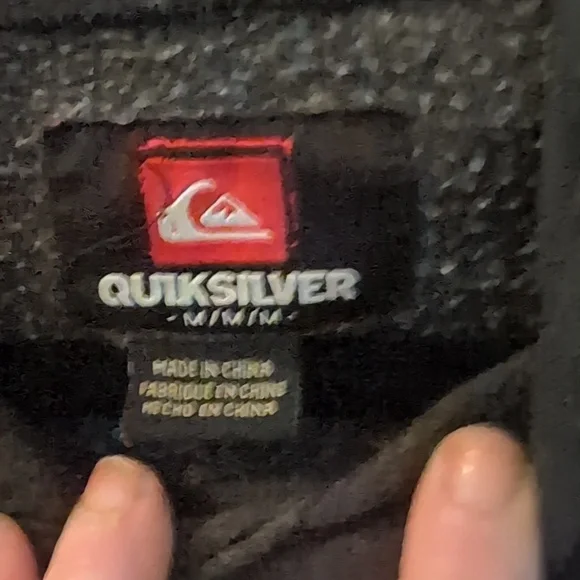 QUIKSILVER
- M/M/M -
MADE IN CHINA
FABRIQUÉ EN CHINE
HECHO EN CHINA